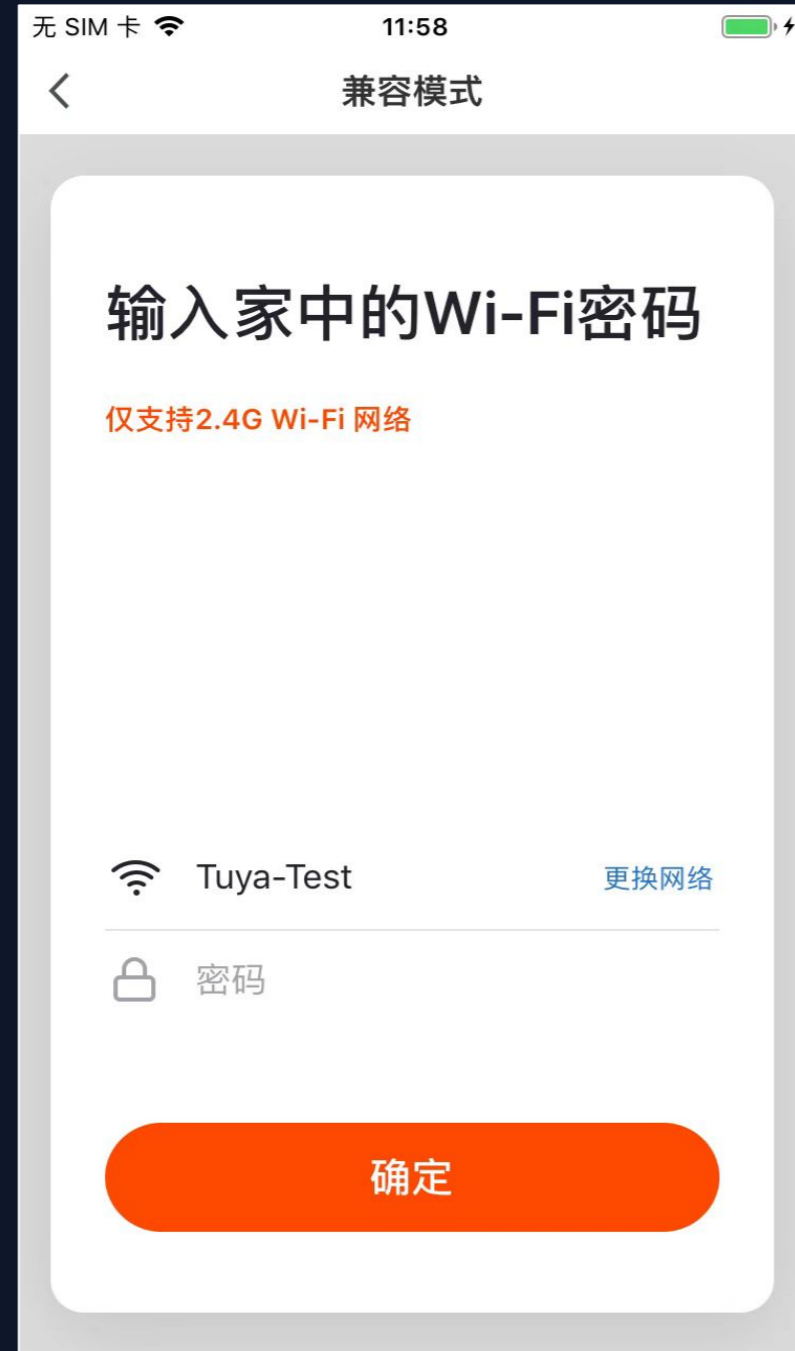 无 SIM 卡 11:58
兼容模式
输入家中的Wi-Fi密码
仅支持2.4G Wi-Fi 网络
Tuya-Test 更换网络
密码
确定